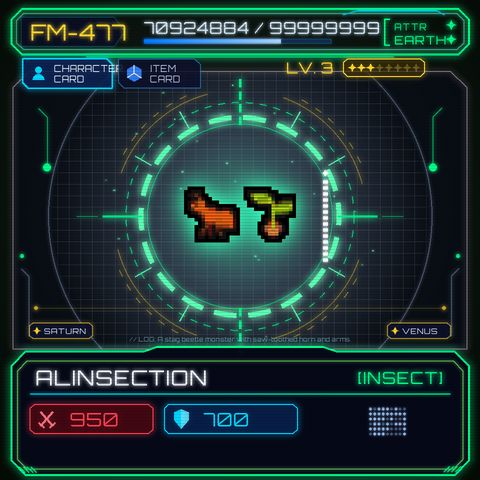 FM-477
70924884 / 99999999
ATTR
EARTH
CHARACTER
CARD
ITEM
CARD
LV. 3
SATURN
VENUS
// LOG: A stag beetle monster with saw-toothed horn and arms
ALINSECTION
[INSECT]
950
700